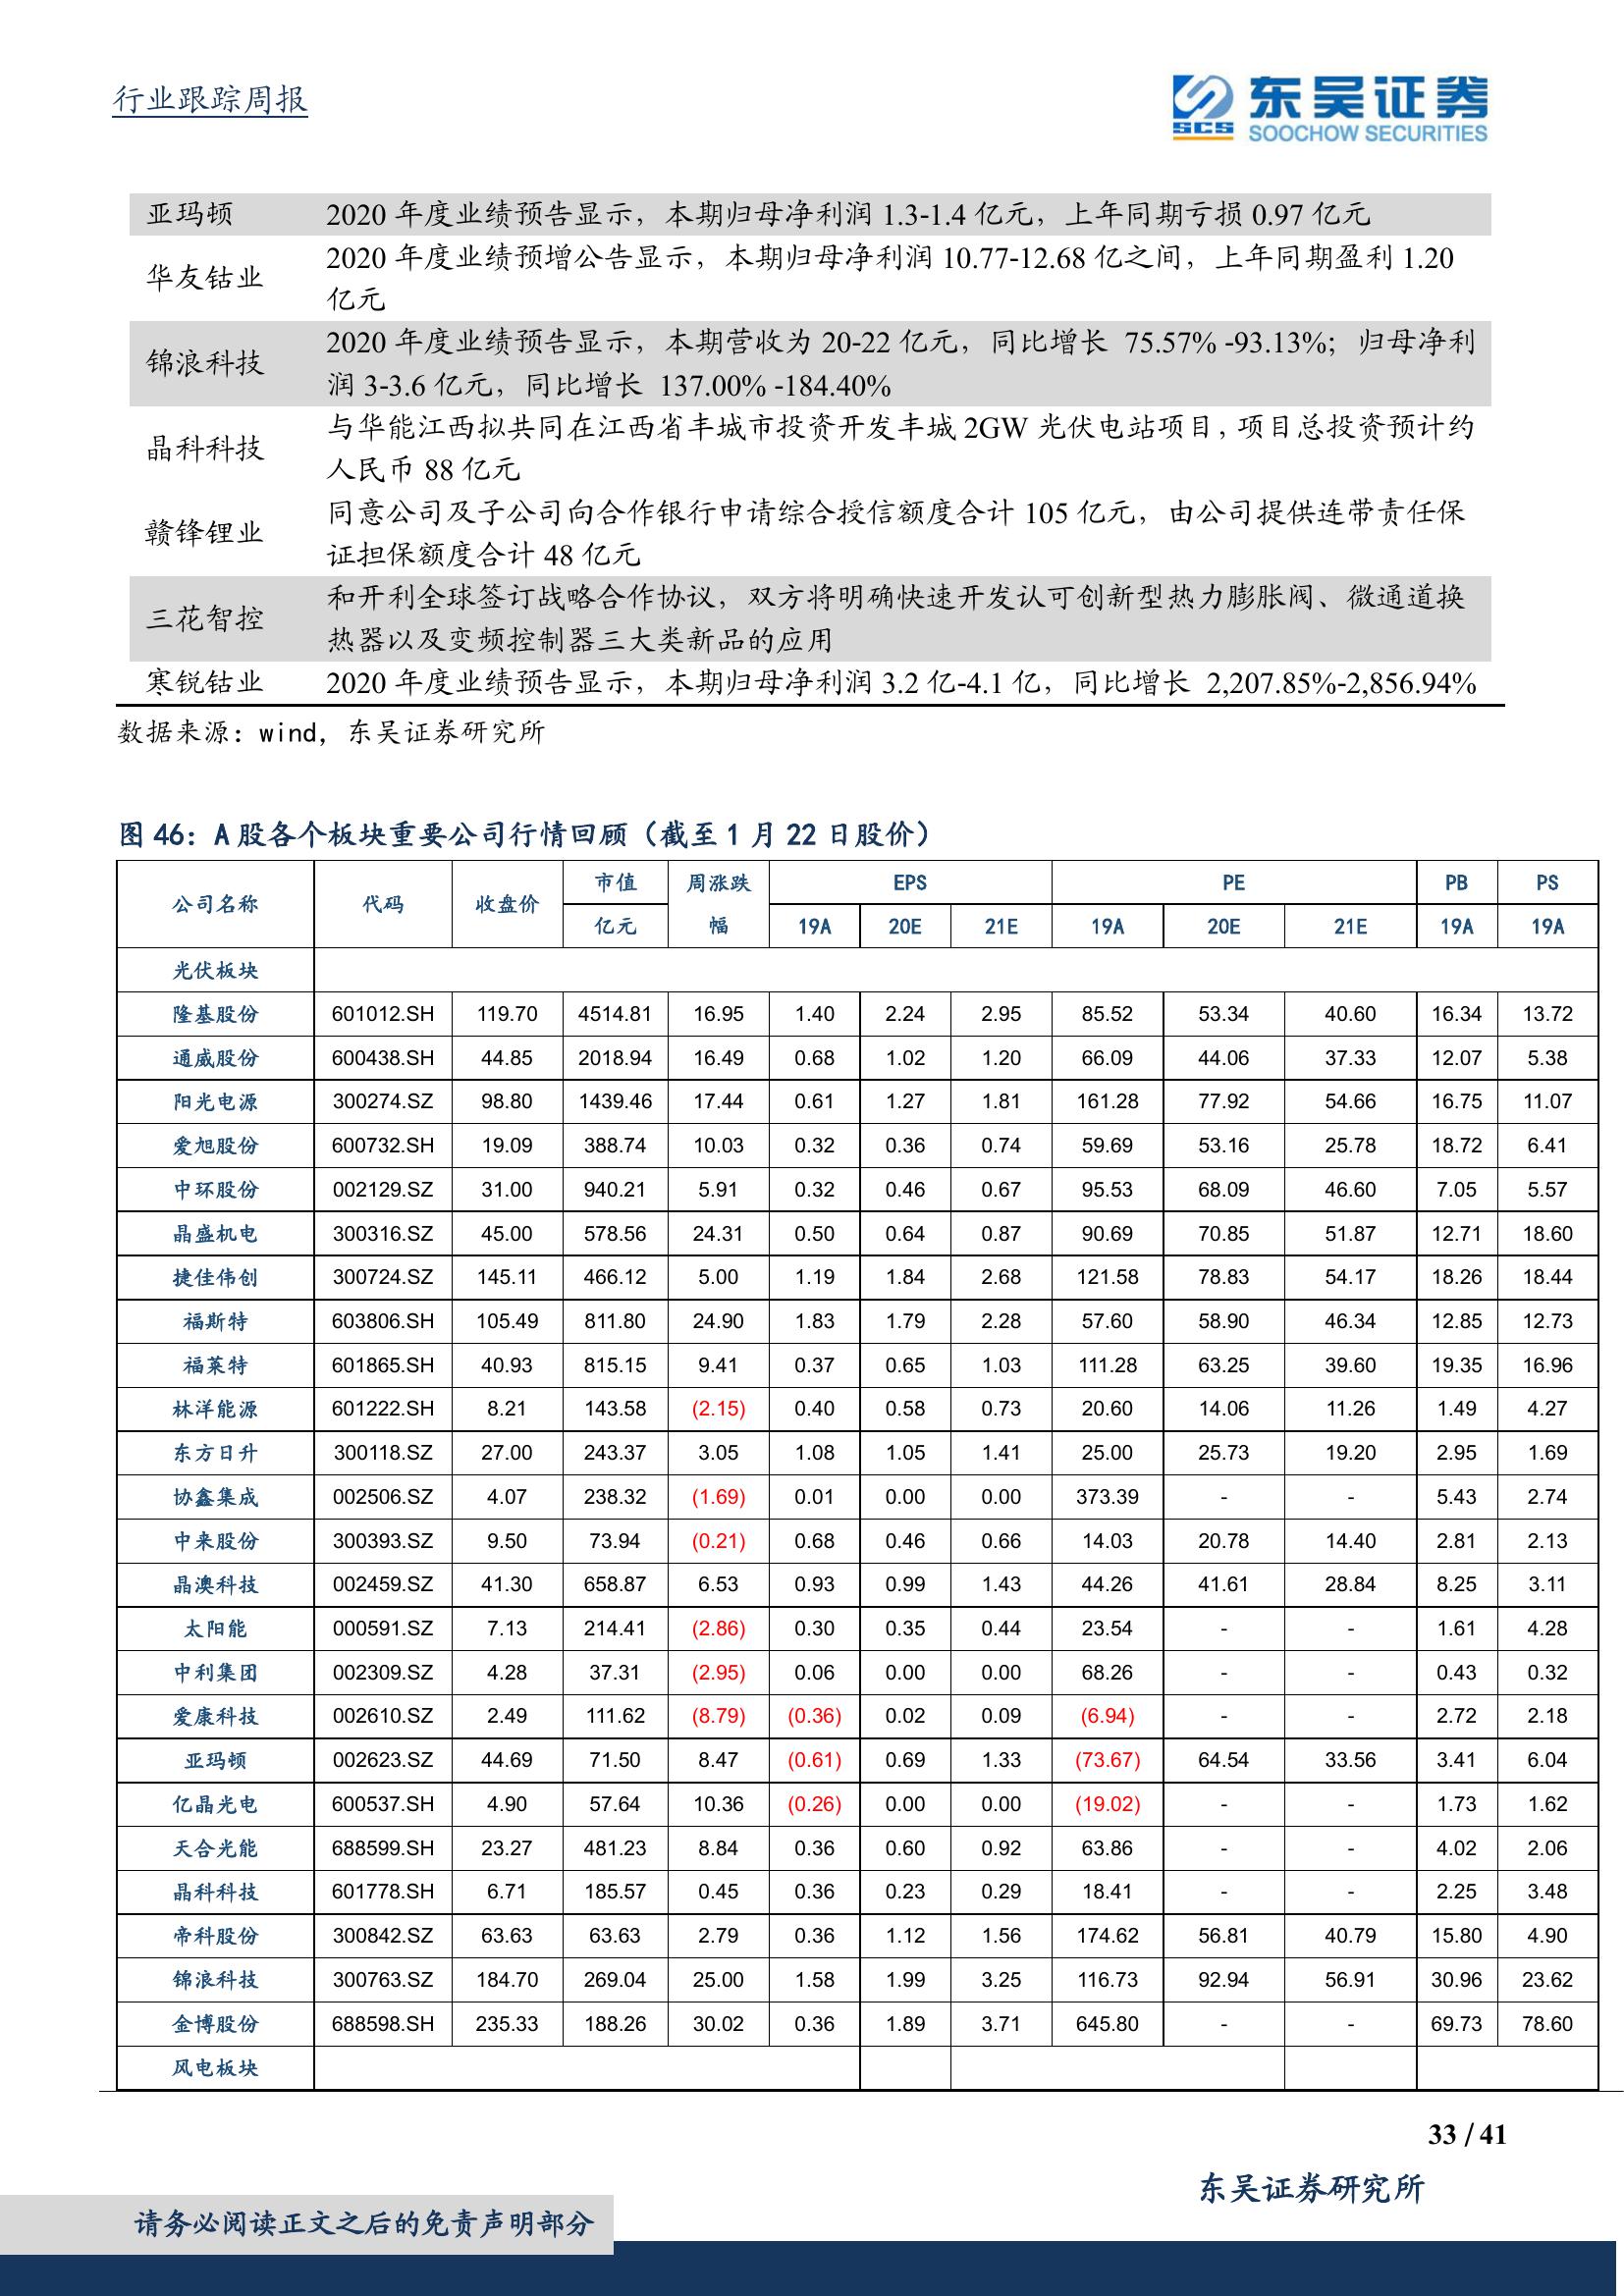 行业跟踪周报
东吴证券
SCS
SOOCHOW SECURITIES
亚玛顿 2020 年度业绩预告显示，本期归母净利润 1.3-1.4 亿元，上年同期亏损 0.97 亿元
华友钴业 2020 年度业绩预增公告显示，本期归母净利润 10.77-12.68 亿之间，上年同期盈利 1.20
亿元
锦浪科技 2020 年度业绩预告显示，本期营收为 20-22 亿元，同比增长 75.57% -93.13%；归母净利
润 3-3.6 亿元，同比增长 137.00% -184.40%
晶科科技 与华能江西拟共同在江西省丰城市投资开发丰城 2GW 光伏电站项目，项目总投资预计约
人民币 88 亿元
赣锋锂业 同意公司及子公司向合作银行申请综合授信额度合计 105 亿元，由公司提供连带责任保
证担保额度合计 48 亿元
三花智控 和开利全球签订战略合作协议，双方将明确快速开发认可创新型热力膨胀阀、微通道换
热器以及变频控制器三大类新品的应用
寒锐钴业 2020 年度业绩预告显示，本期归母净利润 3.2 亿-4.1 亿，同比增长 2,207.85%-2,856.94%
数据来源：wind，东吴证券研究所
图 46：A 股各个板块重要公司行情回顾（截至 1 月 22 日股价）
公司名称 代码 收盘价 市值 周涨跌 EPS PE PB PS
亿元 幅 19A 20E 21E 19A 20E 21E 19A 19A
光伏板块
隆基股份 601012.SH 119.70 4514.81 16.95 1.40 2.24 2.95 85.52 53.34 40.60 16.34 13.72
通威股份 600438.SH 44.85 2018.94 16.49 0.68 1.02 1.20 66.09 44.06 37.33 12.07 5.38
阳光电源 300274.SZ 98.80 1439.46 17.44 0.61 1.27 1.81 161.28 77.92 54.66 16.75 11.07
爱旭股份 600732.SH 19.09 388.74 10.03 0.32 0.36 0.74 59.69 53.16 25.78 18.72 6.41
中环股份 002129.SZ 31.00 940.21 5.91 0.32 0.46 0.67 95.53 68.09 46.60 7.05 5.57
晶盛机电 300316.SZ 45.00 578.56 24.31 0.50 0.64 0.87 90.69 70.85 51.87 12.71 18.60
捷佳伟创 300724.SZ 145.11 466.12 5.00 1.19 1.84 2.68 121.58 78.83 54.17 18.26 18.44
福斯特 603806.SH 105.49 811.80 24.90 1.83 1.79 2.28 57.60 58.90 46.34 12.85 12.73
福莱特 601865.SH 40.93 815.15 9.41 0.37 0.65 1.03 111.28 63.25 39.60 19.35 16.96
林洋能源 601222.SH 8.21 143.58 (2.15) 0.40 0.58 0.73 20.60 14.06 11.26 1.49 4.27
东方日升 300118.SZ 27.00 243.37 3.05 1.08 1.05 1.41 25.00 25.73 19.20 2.95 1.69
协鑫集成 002506.SZ 4.07 238.32 (1.69) 0.01 0.00 0.00 373.39 - - 5.43 2.74
中来股份 300393.SZ 9.50 73.94 (0.21) 0.68 0.46 0.66 14.03 20.78 14.40 2.81 2.13
晶澳科技 002459.SZ 41.30 658.87 6.53 0.93 0.99 1.43 44.26 41.61 28.84 8.25 3.11
太阳能 000591.SZ 7.13 214.41 (2.86) 0.30 0.35 0.44 23.54 - - 1.61 4.28
中利集团 002309.SZ 4.28 37.31 (2.95) 0.06 0.00 0.00 68.26 - - 0.43 0.32
爱康科技 002610.SZ 2.49 111.62 (8.79) (0.36) 0.02 0.09 (6.94) - - 2.72 2.18
亚玛顿 002623.SZ 44.69 71.50 8.47 (0.61) 0.69 1.33 (73.67) 64.54 33.56 3.41 6.04
亿晶光电 600537.SH 4.90 57.64 10.36 (0.26) 0.00 0.00 (19.02) - - 1.73 1.62
天合光能 688599.SH 23.27 481.23 8.84 0.36 0.60 0.92 63.86 - - 4.02 2.06
晶科科技 601778.SH 6.71 185.57 0.45 0.36 0.23 0.29 18.41 - - 2.25 3.48
帝科股份 300842.SZ 63.63 63.63 2.79 0.36 1.12 1.56 174.62 56.81 40.79 15.80 4.90
锦浪科技 300763.SZ 184.70 269.04 25.00 1.58 1.99 3.25 116.73 92.94 56.91 30.96 23.62
金博股份 688598.SH 235.33 188.26 30.02 0.36 1.89 3.71 645.80 - - 69.73 78.60
风电板块
33 / 41
东吴证券研究所
请务必阅读正文之后的免责声明部分